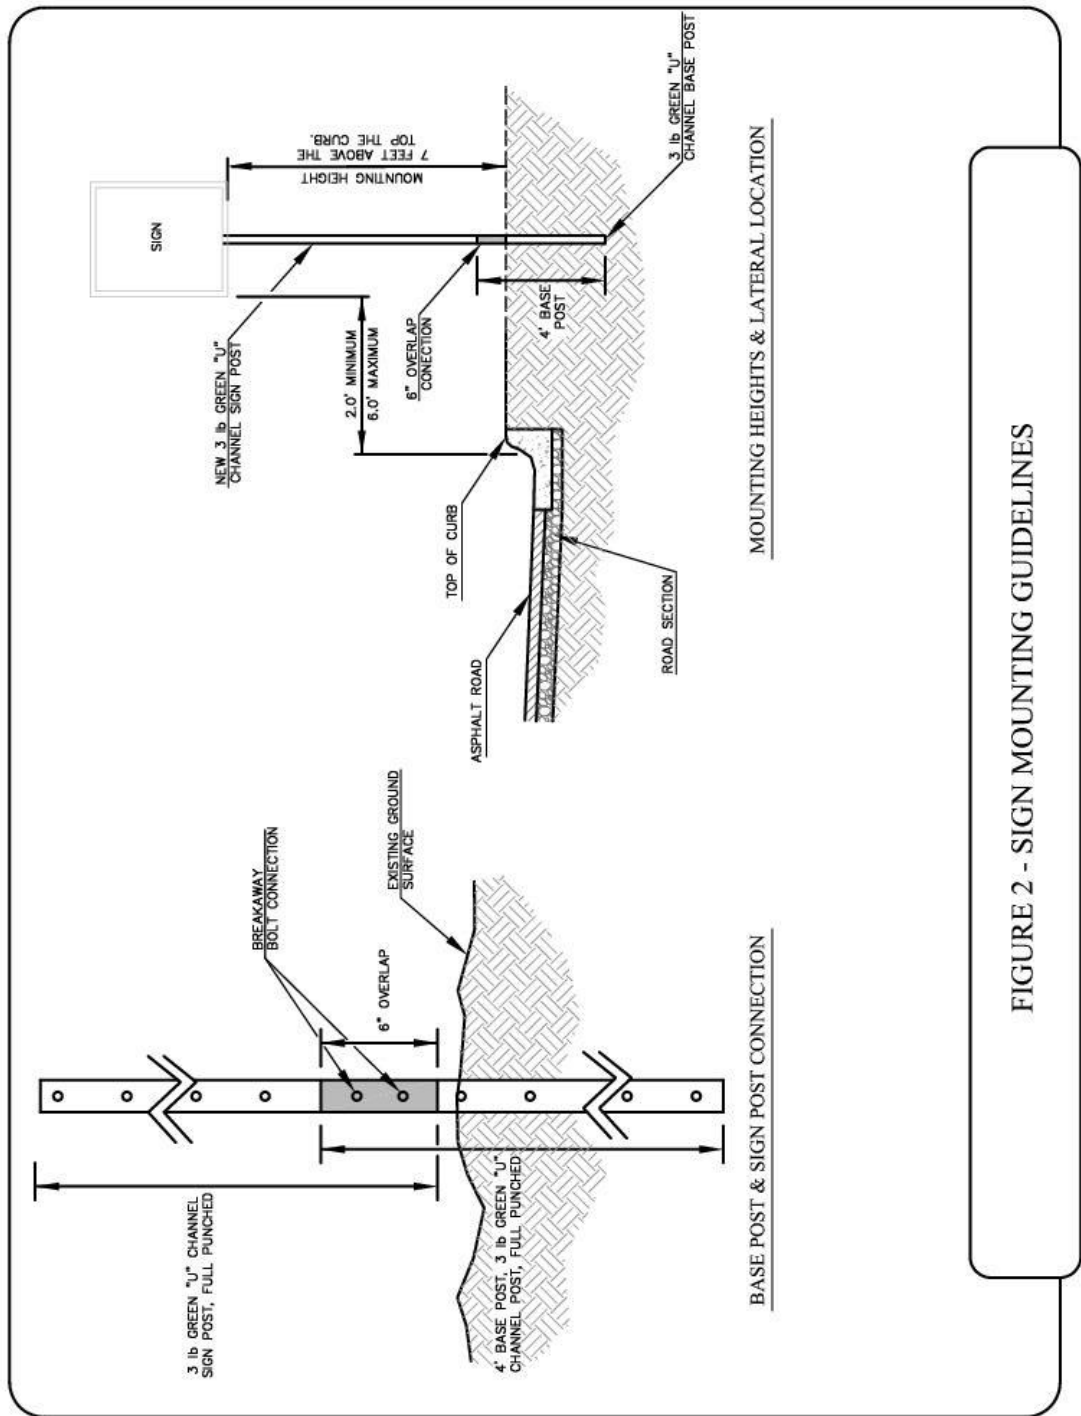 3 lb GREEN "U" CHANNEL
SIGN POST, FULL PUNCHED
4' BASE POST, 3 lb GREEN "U"
CHANNEL POST, FULL PUNCHED
BREAKAWAY
BOLT CONNECTION
6" OVERLAP
EXISTING GROUND
SURFACE
BASE POST & SIGN POST CONNECTION
SIGN
NEW 3 lb GREEN "U"
CHANNEL SIGN POST
MOUNTING HEIGHT
7 FEET ABOVE THE
TOP THE CURB.
2.0' MINIMUM
6.0' MAXIMUM
6" OVERLAP
CONECTION
TOP OF CURB
4' BASE
POST
ASPHALT ROAD
ROAD SECTION
3 lb GREEN "U"
CHANNEL BASE POST
MOUNTING HEIGHTS & LATERAL LOCATION
FIGURE 2 - SIGN MOUNTING GUIDELINES